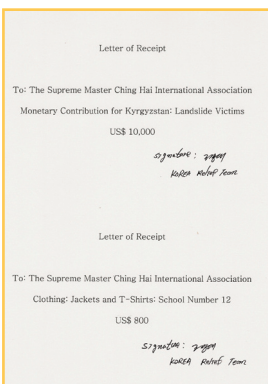 Letter of Receipt
To: The Supreme Master Ching Hai International Association
Monetary Contribution for Kyrgyzstan: Landslide Victims
US$ 10,000
signature:
KOREA Relief Team
Letter of Receipt
To: The Supreme Master Ching Hai International Association
Clothing: Jackets and T-Shirts: School Number 12
US$ 800
signature:
KOREA Relief Team